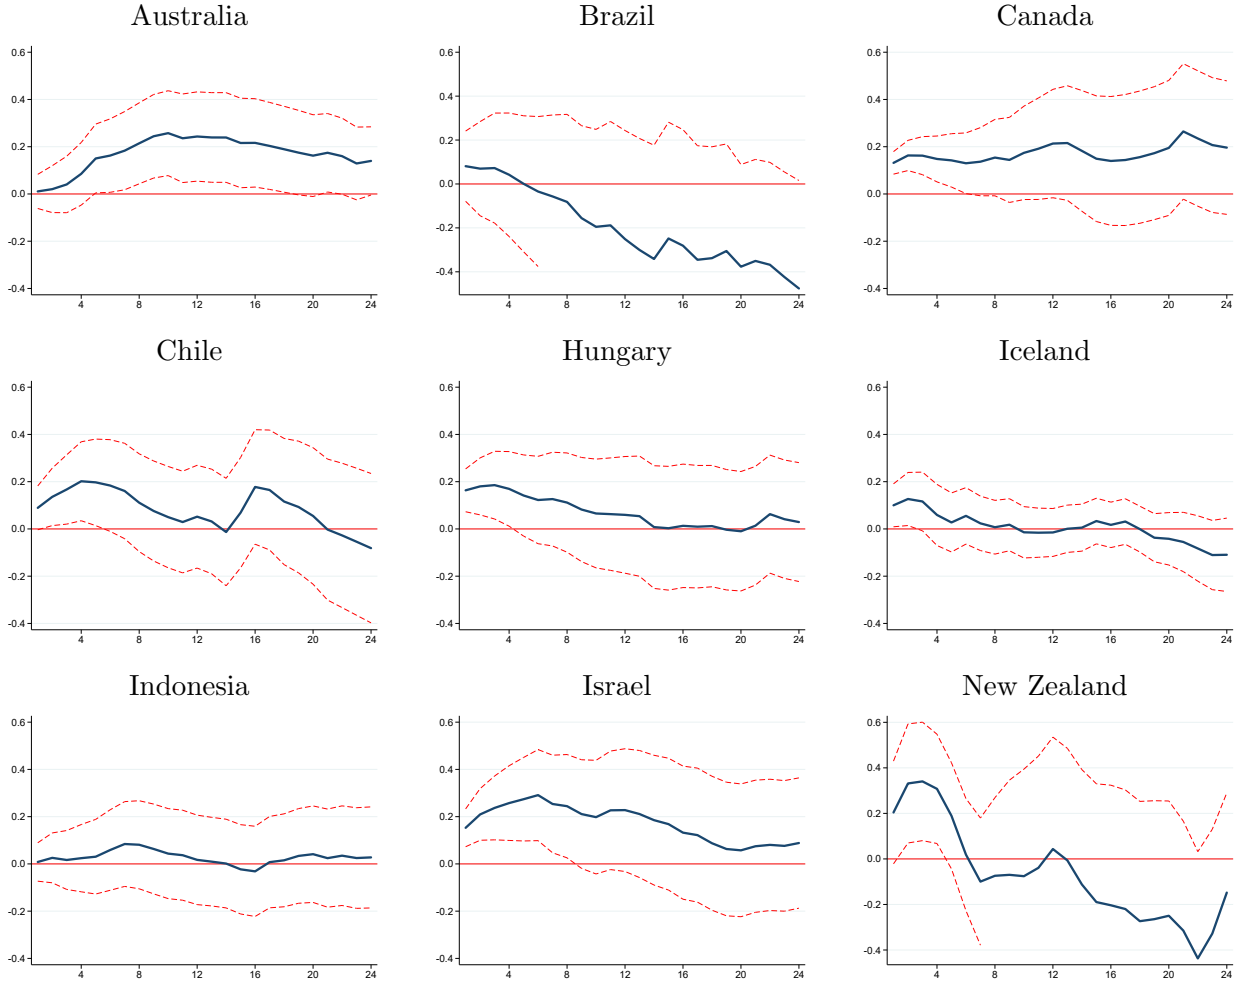 Australia Brazil Canada
0.6 0.6 0.6
0.4 0.4 0.4
0.2 0.2 0.2
0.0 0.0 0.0
-0.2 -0.2 -0.2
-0.4 -0.4 -0.4
4 8 12 16 20 24 4 8 12 16 20 24 4 8 12 16 20 24
Chile Hungary Iceland
0.6 0.6 0.6
0.4 0.4 0.4
0.2 0.2 0.2
0.0 0.0 0.0
-0.2 -0.2 -0.2
-0.4 -0.4 -0.4
4 8 12 16 20 24 4 8 12 16 20 24 4 8 12 16 20 24
Indonesia Israel New Zealand
0.6 0.6 0.6
0.4 0.4 0.4
0.2 0.2 0.2
0.0 0.0 0.0
-0.2 -0.2 -0.2
-0.4 -0.4 -0.4
4 8 12 16 20 24 4 8 12 16 20 24 4 8 12 16 20 24